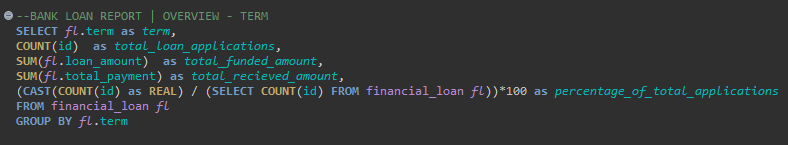 --BANK LOAN REPORT | OVERVIEW - TERM
SELECT fl.term as term,
COUNT(id)  as total_loan_applications,
SUM(fl.loan_amount)  as total_funded_amount,
SUM(fl.total_payment) as total_recieved_amount,
(CAST(COUNT(id) as REAL) / (SELECT COUNT(id) FROM financial_loan fl))*100 as percentage_of_total_applications
FROM financial_loan fl
GROUP BY fl.term